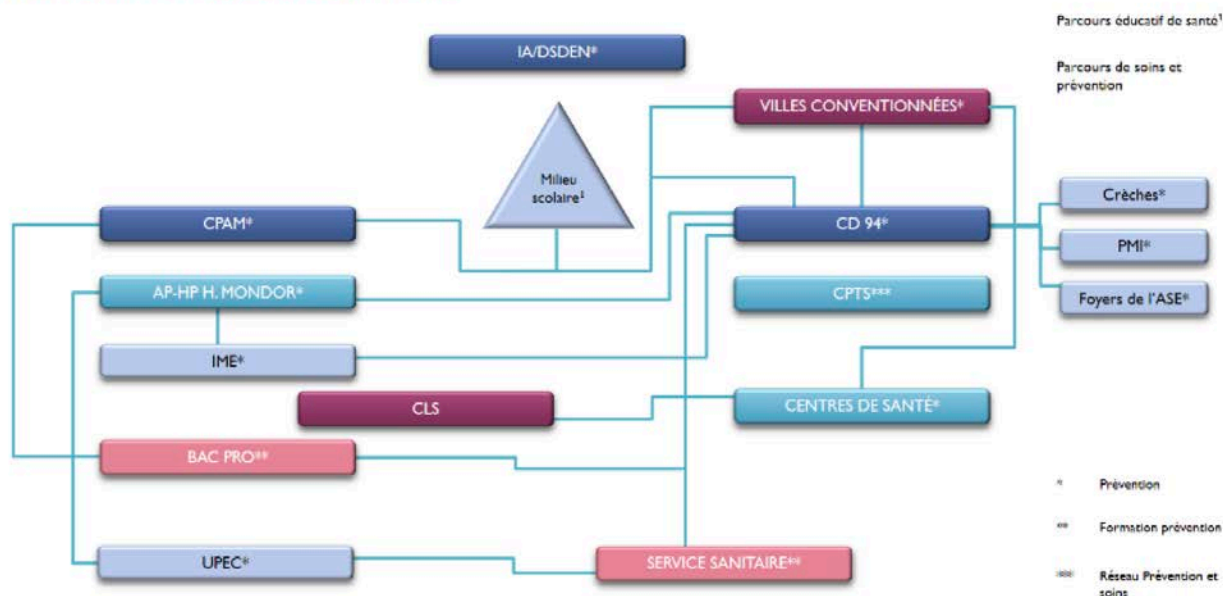 Parcours éducatif de santé¹
IA/DSDEN*
Parcours de soins et
prévention
VILLES CONVENTIONNÉES*
Milieu
scolaire¹
Crèches*
CPAM*
CD 94*
PMI*
AP-HP H. MONDOR*
CPTS***
Foyers de l'ASE*
IME*
CLS
CENTRES DE SANTÉ*
BAC PRO**
* Prévention
** Formation prévention
UPEC*
SERVICE SANITAIRE**
*** Réseau Prévention et
soins